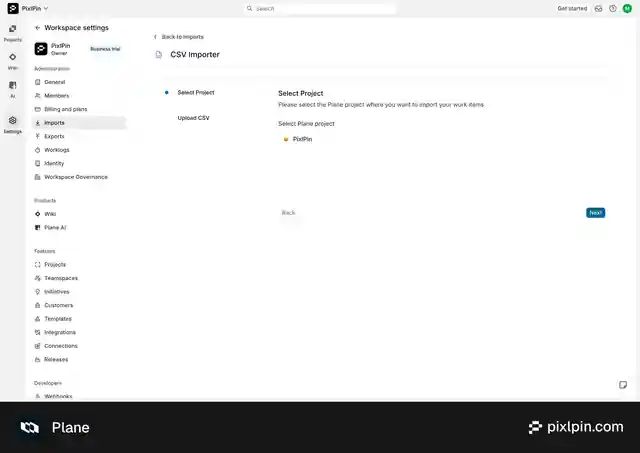 PixlPin
Search
Get started
M
Projects
Wiki
AI
Settings
Workspace settings
PixlPin
Owner
Business trial
Administration
General
Members
Billing and plans
Imports
Exports
Worklogs
Identity
Workspace Governance
Products
Wiki
Plane AI
Features
Projects
Teamspaces
Initiatives
Customers
Templates
Integrations
Connections
Releases
Developers
Webhooks
Back to imports
CSV Importer
Select Project
Upload CSV
Select Project
Please select the Plane project where you want to import your work items
Select Plane project
PixlPin
Back
Next
Plane
pixlpin.com